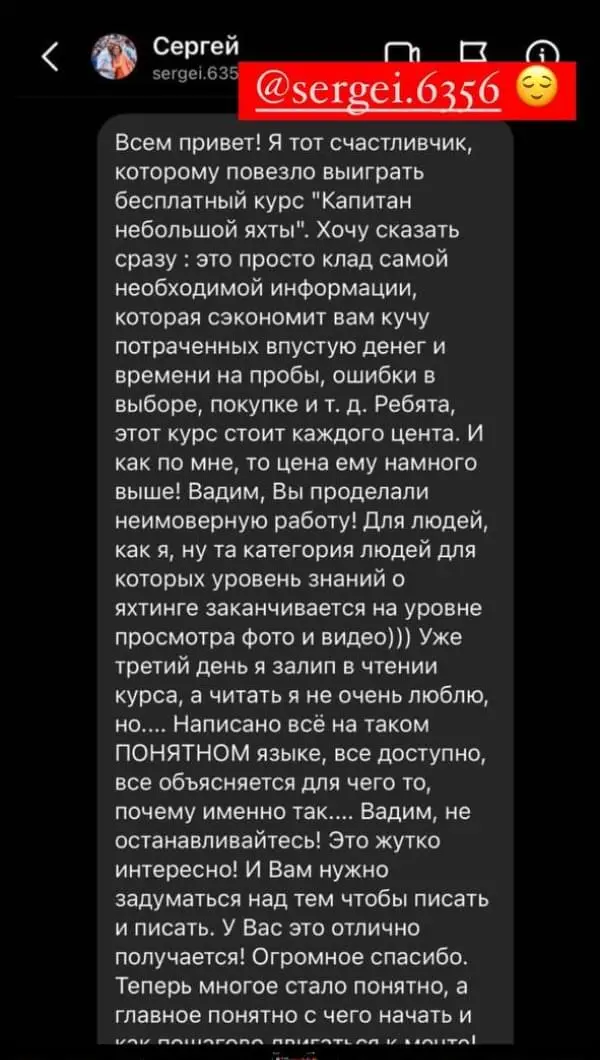 Сергей
sergei.635
@sergei.6356
Всем привет! Я тот счастливчик,
которому повезло выиграть
бесплатный курс "Капитан
небольшой яхты". Хочу сказать
сразу : это просто клад самой
необходимой информации,
которая сэкономит вам кучу
потраченных впустую денег и
времени на пробы, ошибки в
выборе, покупке и т. д. Ребята,
этот курс стоит каждого цента. И
как по мне, то цена ему намного
выше! Вадим, Вы проделали
неимоверную работу! Для людей,
как я, ну та категория людей для
которых уровень знаний о
яхтинге заканчивается на уровне
просмотра фото и видео))) Уже
третий день я залип в чтении
курса, а читать я не очень люблю,
но.... Написано всё на таком
ПОНЯТНОМ языке, все доступно,
все объясняется для чего то,
почему именно так.... Вадим, не
останавливайтесь! Это жутко
интересно! И Вам нужно
задуматься над тем чтобы писать
и писать. У Вас это отлично
получается! Огромное спасибо.
Теперь многое стало понятно, а
главное понятно с чего начать и
как пошагово двигаться к мечте!